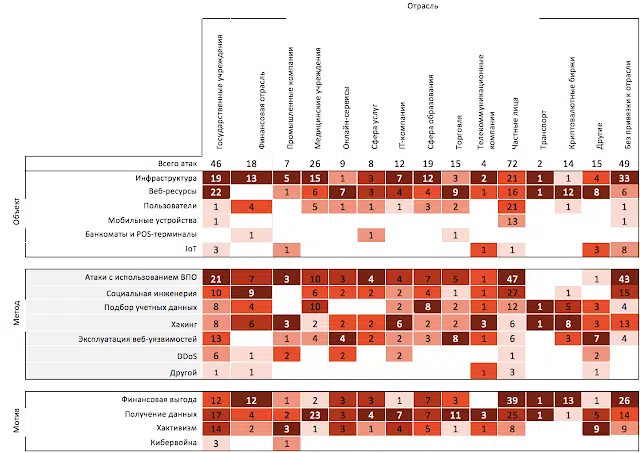 Отрасль
Государственные учреждения
Финансовая отрасль
Промышленные компании
Медицинские учреждения
Онлайн-сервисы
Сфера услуг
IT-компании
Сфера образования
Торговля
Телекоммуникационные компании
Частные лица
Транспорт
Криптовалютные биржи
Другие
Без привязки к отрасли
Всего атак 46 18 7 26 9 8 12 19 15 4 72 2 14 15 49
Объект
Инфраструктура 19 13 5 15 1 3 7 12 3 2 21 1 1 4 33
Веб-ресурсы 22 1 6 7 3 4 4 9 1 16 1 12 8 6
Пользователи 1 4 5 1 1 1 3 2 21 1 1
Мобильные устройства 1 13 1
Банкоматы и POS-терминалы 1 1 1
IoT 3 1 1 1 3 8
Метод
Атаки с использованием ВПО 21 7 3 10 3 4 4 7 5 1 47 1 43
Социальная инженерия 10 9 6 2 2 2 4 1 27 1 15
Подбор учетных данных 8 4 10 2 8 2 1 12 1 5 3 4
Хакинг 8 6 3 2 2 2 6 2 2 3 6 1 8 3 13
Эксплуатация веб-уязвимостей 13 1 4 4 2 2 3 8 6 3 7 4
DDoS 6 1 2 2 2 1 2
Другой 1 1 1 3 1
Мотив
Финансовая выгода 12 12 1 2 3 3 1 7 3 39 1 13 1 26
Получение данных 17 4 2 23 3 4 7 7 11 3 25 1 1 5 14
Хактивизм 14 2 3 1 3 1 4 5 1 1 8 9 9
Кибервойна 3 1